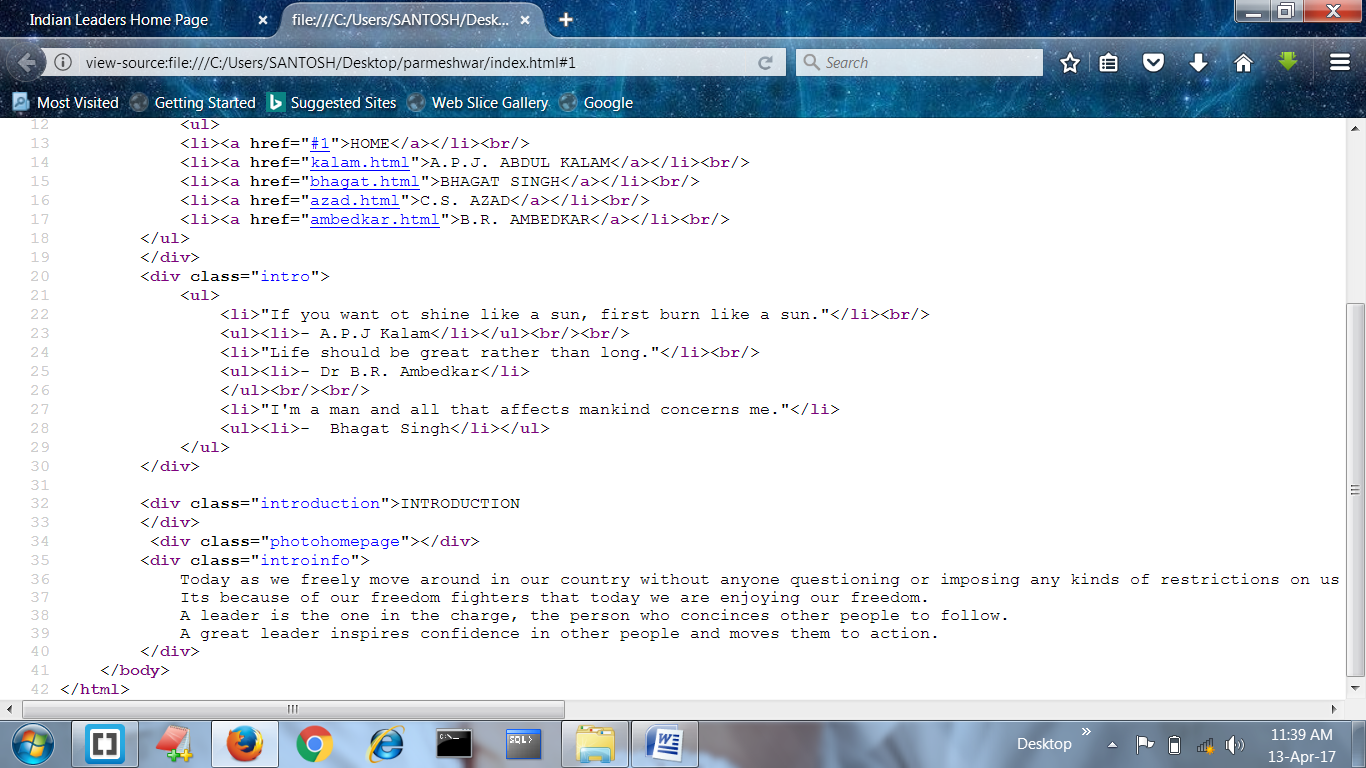 Indian Leaders Home Page
file:///C:/Users/SANTOSH/Desk...
view-source:file:///C:/Users/SANTOSH/Desktop/parmeshwar/index.html#1
Search
Most Visited Getting Started Suggested Sites Web Slice Gallery Google
12 <ul>
13 <li><a href="#1">HOME</a></li><br/>
14 <li><a href="kalam.html">A.P.J. ABDUL KALAM</a></li><br/>
15 <li><a href="bhagat.html">BHAGAT SINGH</a></li><br/>
16 <li><a href="azad.html">C.S. AZAD</a></li><br/>
17 <li><a href="ambedkar.html">B.R. AMBEDKAR</a></li><br/>
18 </ul>
19 </div>
20 <div class="intro">
21 <ul>
22 <li>"If you want ot shine like a sun, first burn like a sun."</li><br/>
23 <ul><li>- A.P.J Kalam</li></ul><br/><br/>
24 <li>"Life should be great rather than long."</li><br/>
25 <ul><li>- Dr B.R. Ambedkar</li>
26 </ul><br/><br/>
27 <li>"I'm a man and all that affects mankind concerns me."</li>
28 <ul><li>-  Bhagat Singh</li></ul>
29 </ul>
30 </div>
31
32 <div class="introduction">INTRODUCTION
33 </div>
34 <div class="photohomepage"></div>
35 <div class="introinfo">
36 Today as we freely move around in our country without anyone questioning or imposing any kinds of restrictions on us
37 Its because of our freedom fighters that today we are enjoying our freedom.
38 A leader is the one in the charge, the person who concinces other people to follow.
39 A great leader inspires confidence in other people and moves them to action.
40 </div>
41 </body>
42 </html>
C:\_
SQL>
W
Desktop
11:39 AM
13-Apr-17